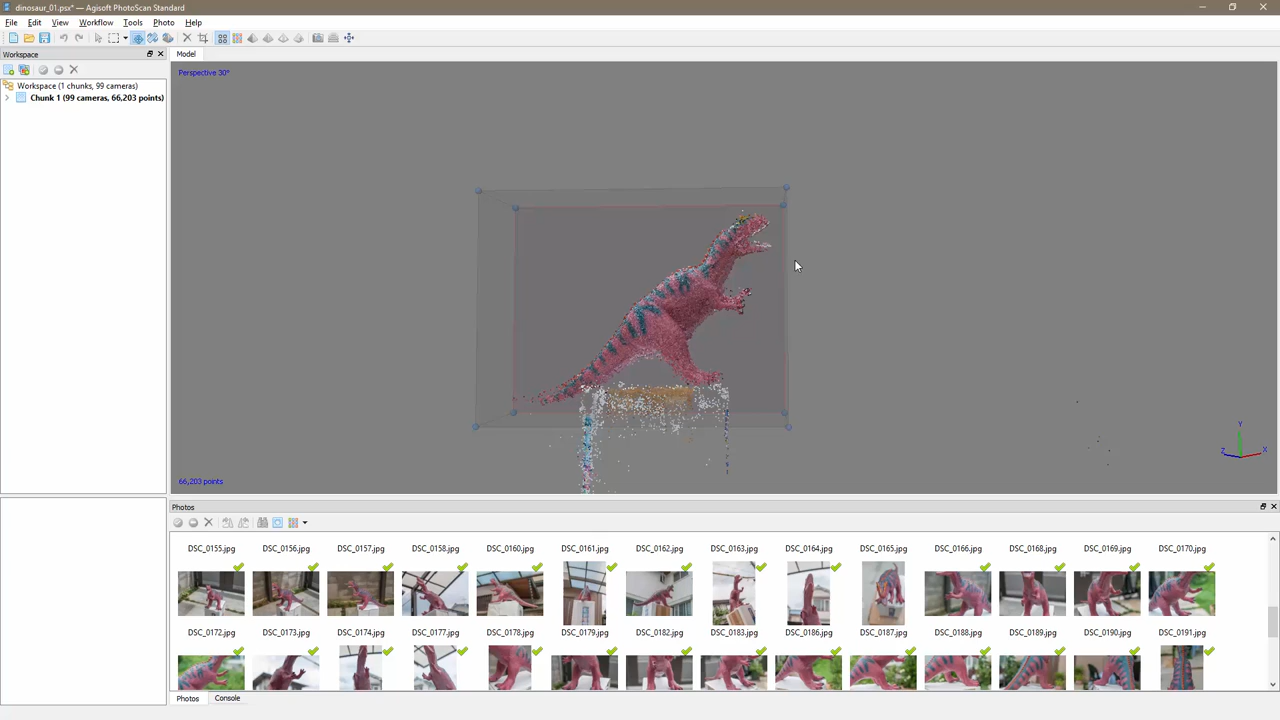 dinosaur_01.psx* — Agisoft PhotoScan Standard
File Edit View Workflow Tools Photo Help
Workspace
Model
Workspace (1 chunks, 99 cameras)
Chunk 1 (99 cameras, 66,203 points)
Perspective 30°
Y
Z
X
66,203 points
Photos
DSC_0155.jpg DSC_0156.jpg DSC_0157.jpg DSC_0158.jpg DSC_0160.jpg DSC_0161.jpg DSC_0162.jpg DSC_0163.jpg DSC_0164.jpg DSC_0165.jpg DSC_0166.jpg DSC_0168.jpg DSC_0169.jpg DSC_0170.jpg
DSC_0172.jpg DSC_0173.jpg DSC_0174.jpg DSC_0177.jpg DSC_0178.jpg DSC_0179.jpg DSC_0182.jpg DSC_0183.jpg DSC_0186.jpg DSC_0187.jpg DSC_0188.jpg DSC_0189.jpg DSC_0190.jpg DSC_0191.jpg
Photos Console